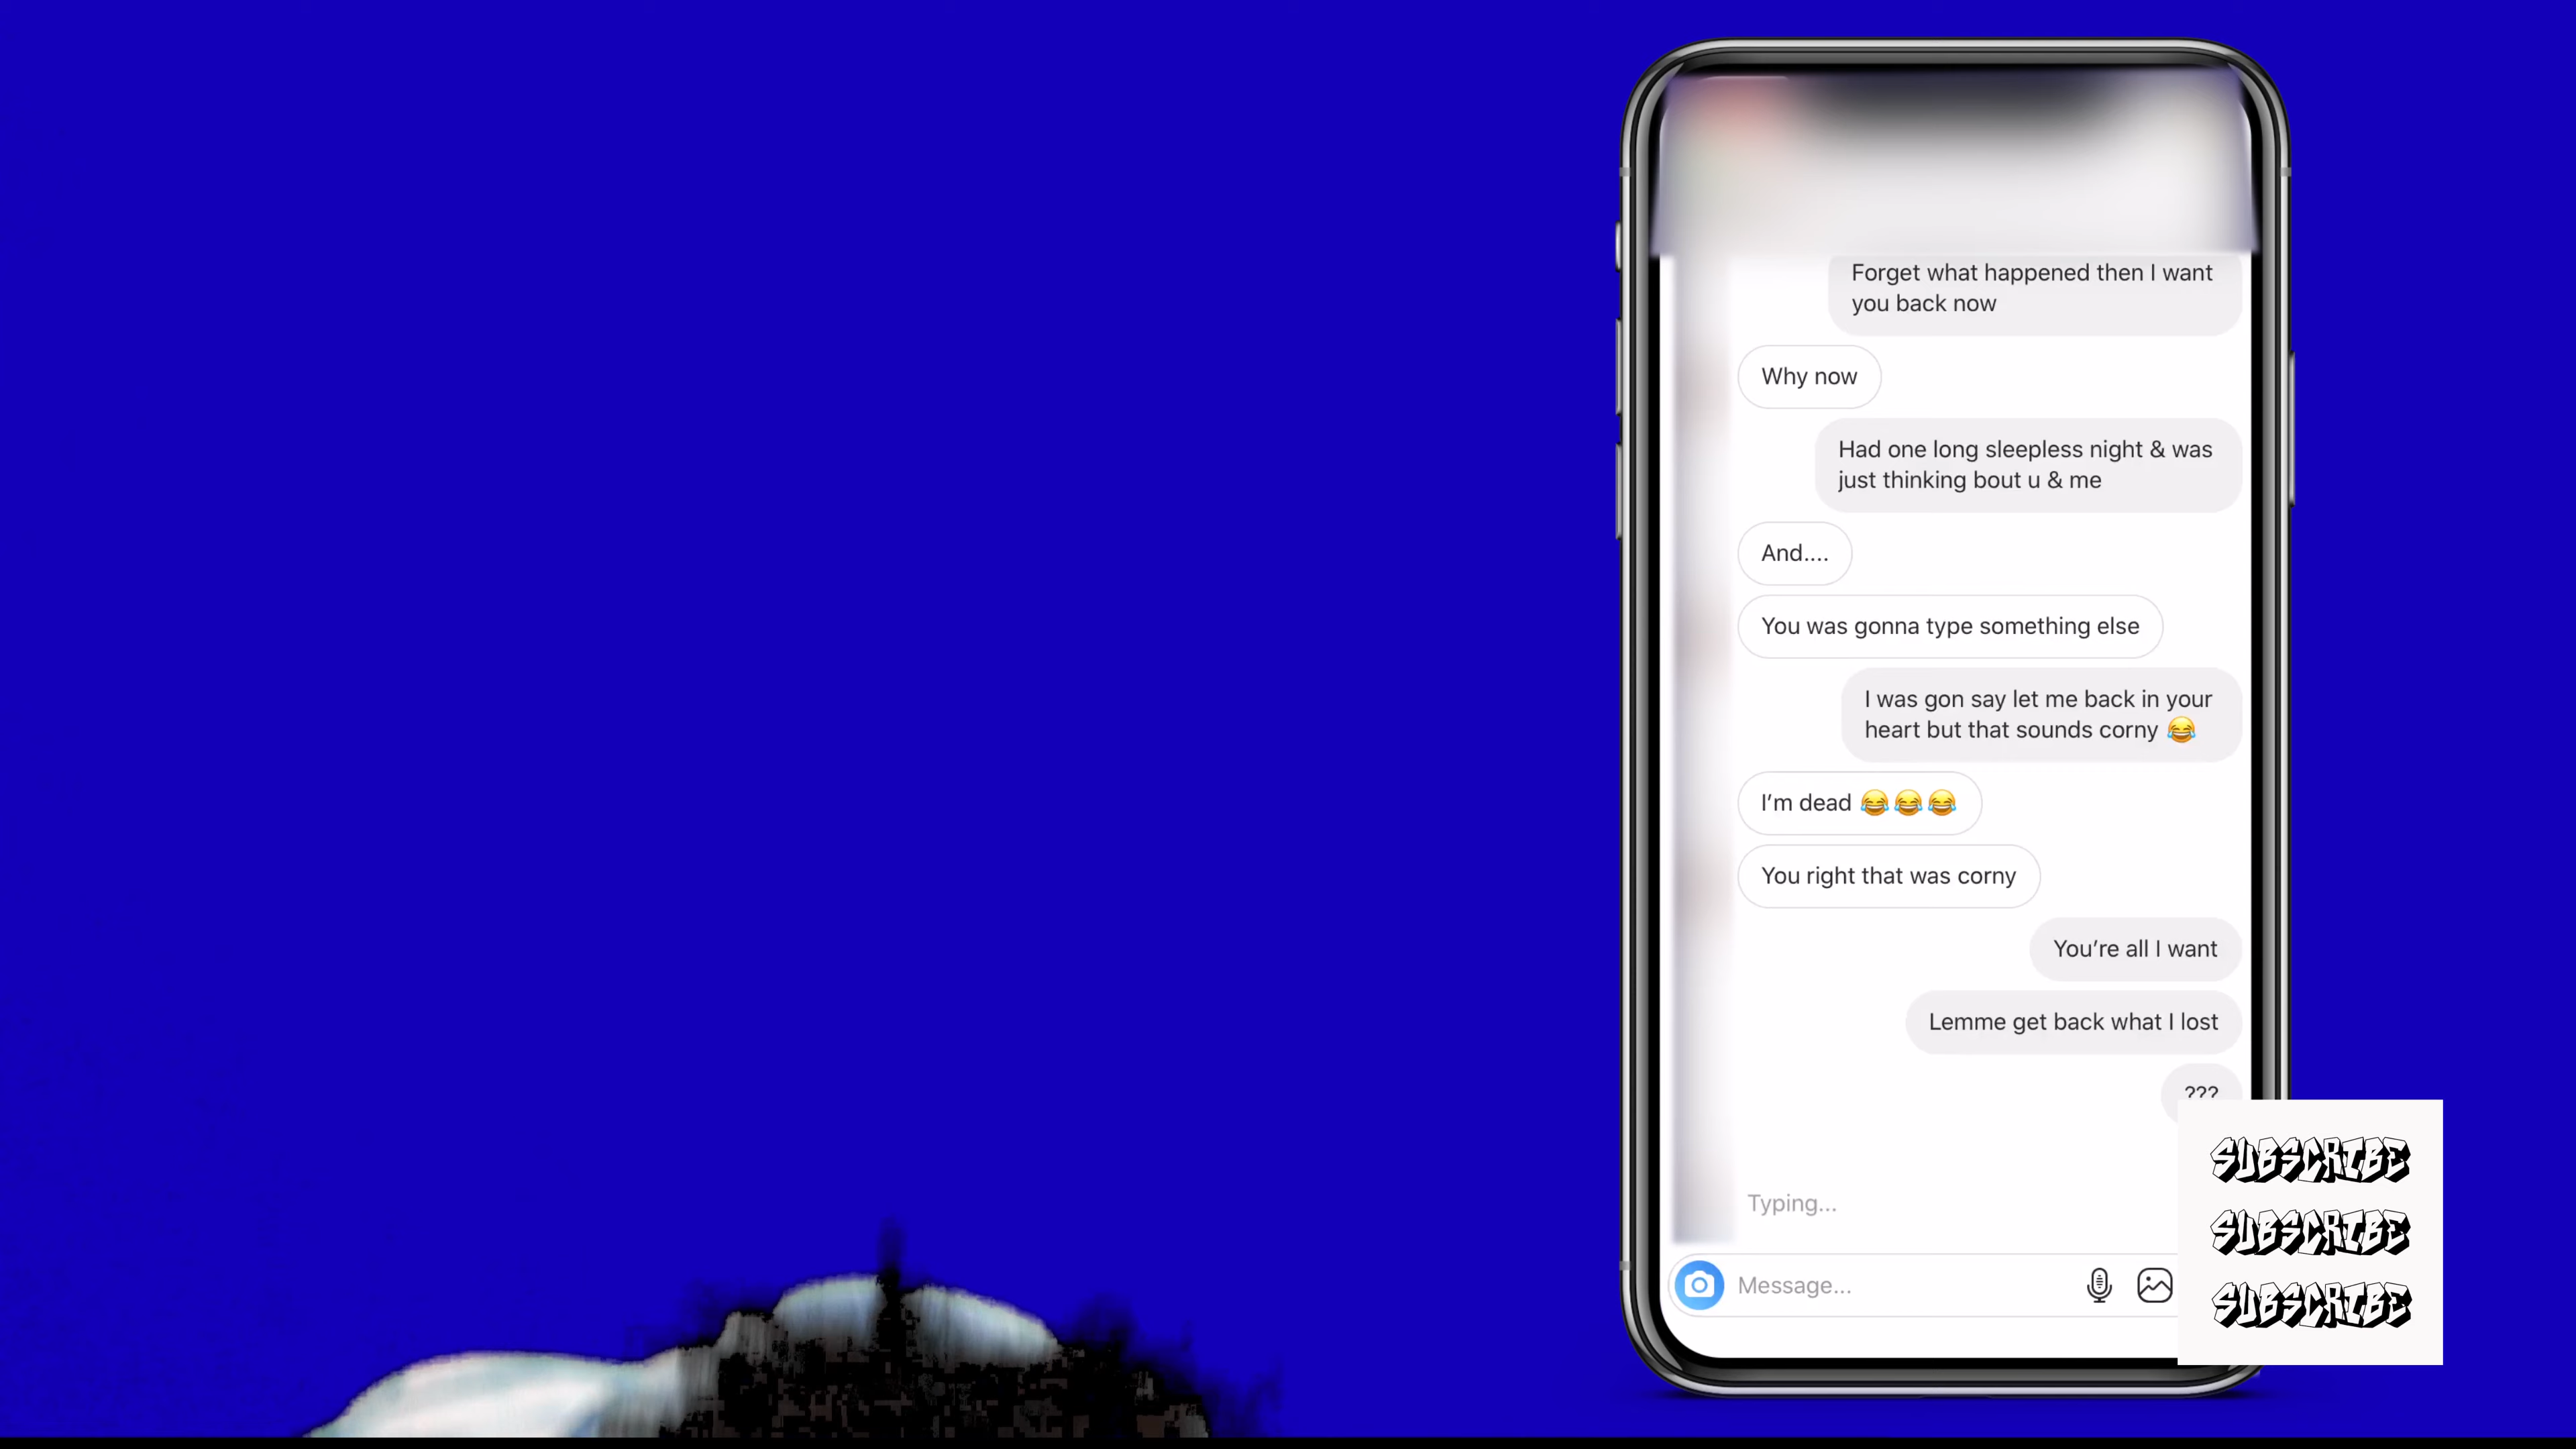 Forget what happened then I want
you back now
Why now
Had one long sleepless night & was
just thinking bout u & me
And....
You was gonna type something else
I was gon say let me back in your
heart but that sounds corny 😂
I’m dead 😂😂😂
You right that was corny
You’re all I want
Lemme get back what I lost
???
Typing...
Message...
SUBSCRIBE
SUBSCRIBE
SUBSCRIBE